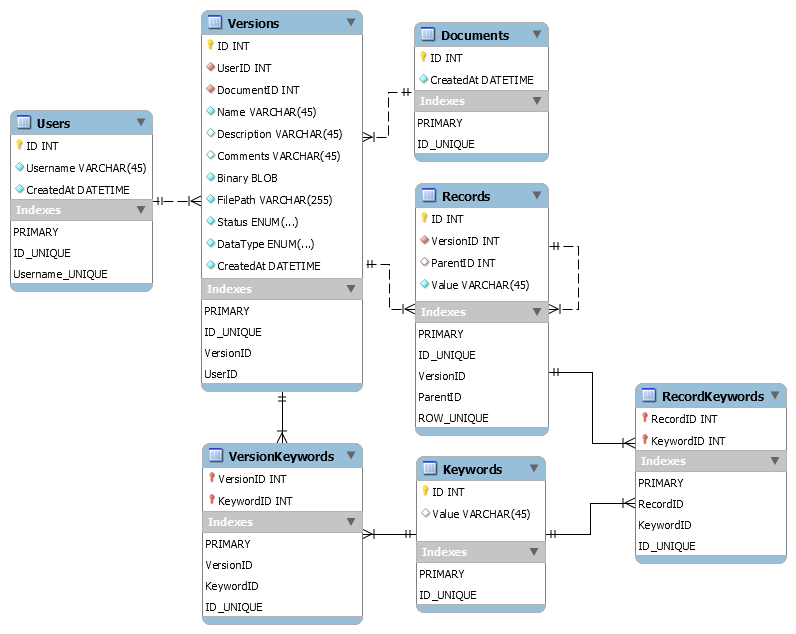 Users
ID INT
Username VARCHAR(45)
CreatedAt DATETIME
Indexes
PRIMARY
ID_UNIQUE
Username_UNIQUE
Versions
ID INT
UserID INT
DocumentID INT
Name VARCHAR(45)
Description VARCHAR(45)
Comments VARCHAR(45)
Binary BLOB
FilePath VARCHAR(255)
Status ENUM(...)
DataType ENUM(...)
CreatedAt DATETIME
Indexes
PRIMARY
ID_UNIQUE
VersionID
UserID
Documents
ID INT
CreatedAt DATETIME
Indexes
PRIMARY
ID_UNIQUE
Records
ID INT
VersionID INT
ParentID INT
Value VARCHAR(45)
Indexes
PRIMARY
ID_UNIQUE
VersionID
ParentID
ROW_UNIQUE
VersionKeywords
VersionID INT
KeywordID INT
Indexes
PRIMARY
VersionID
KeywordID
ID_UNIQUE
Keywords
ID INT
Value VARCHAR(45)
Indexes
PRIMARY
ID_UNIQUE
RecordKeywords
RecordID INT
KeywordID INT
Indexes
PRIMARY
RecordID
KeywordID
ID_UNIQUE